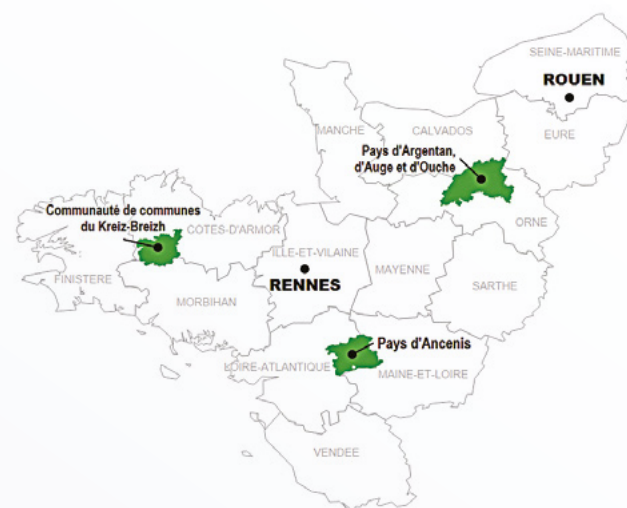 SEINE-MARITIME
ROUEN
MANCHE
CALVADOS
EURE
Pays d'Argentan,
d'Auge et d'Ouche
Communauté de communes
du Kreiz-Breizh
COTES-D'ARMOR
ORNE
ILLE-ET-VILAINE
MAYENNE
FINISTERE
RENNES
SARTHE
MORBIHAN
Pays d'Ancenis
LOIRE-ATLANTIQUE
MAINE-ET-LOIRE
VENDEE